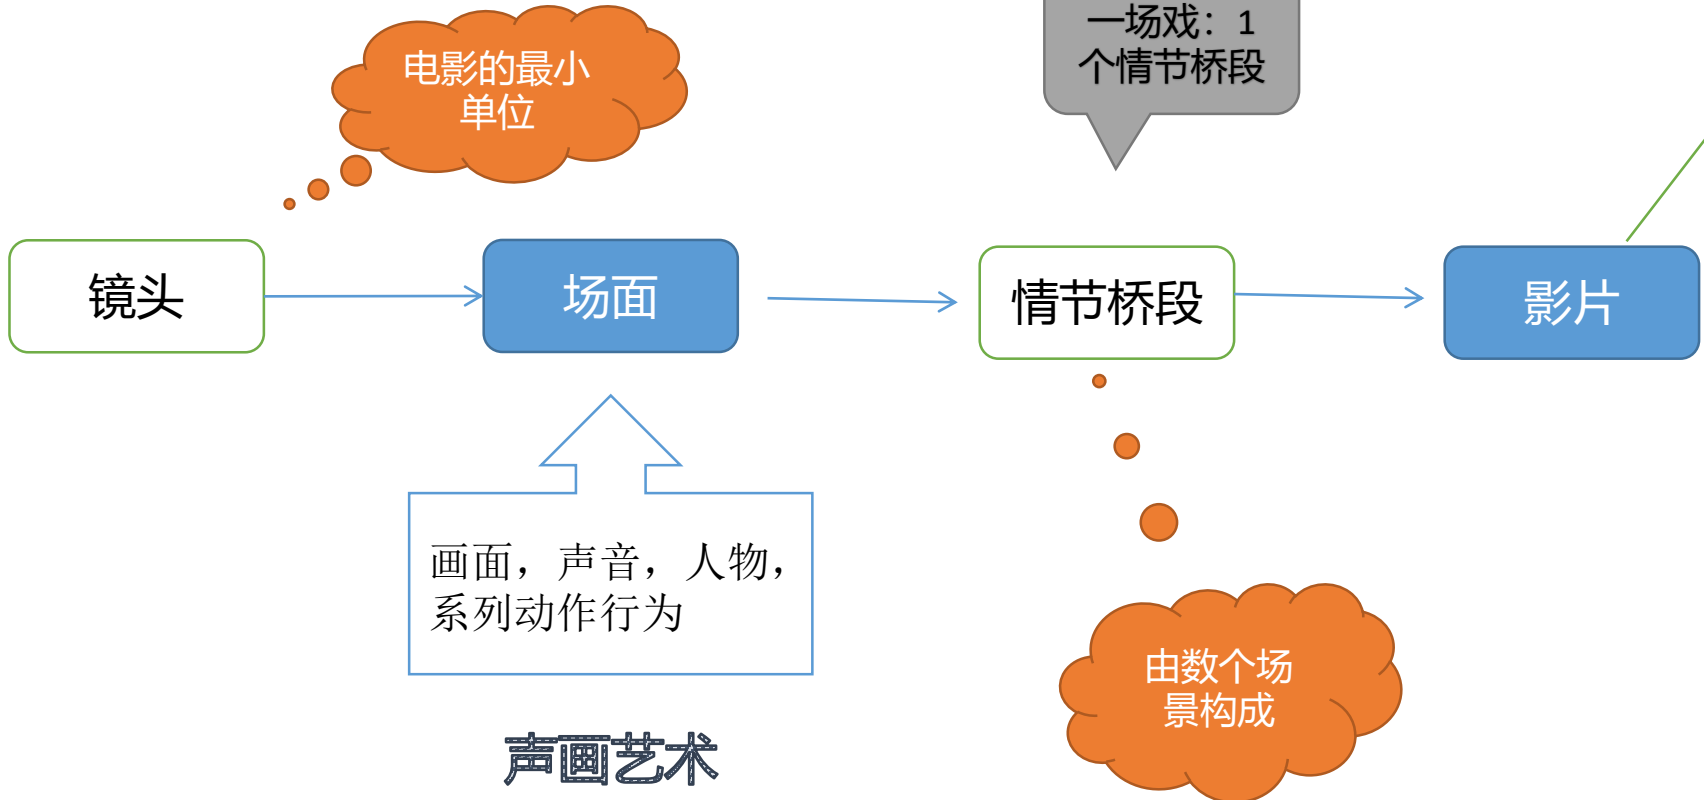 一场戏：1
个情节桥段
电影的最小
单位
镜头
场面
情节桥段
影片
画面，声音，人物，
系列动作行为
由数个场
景构成
声画艺术